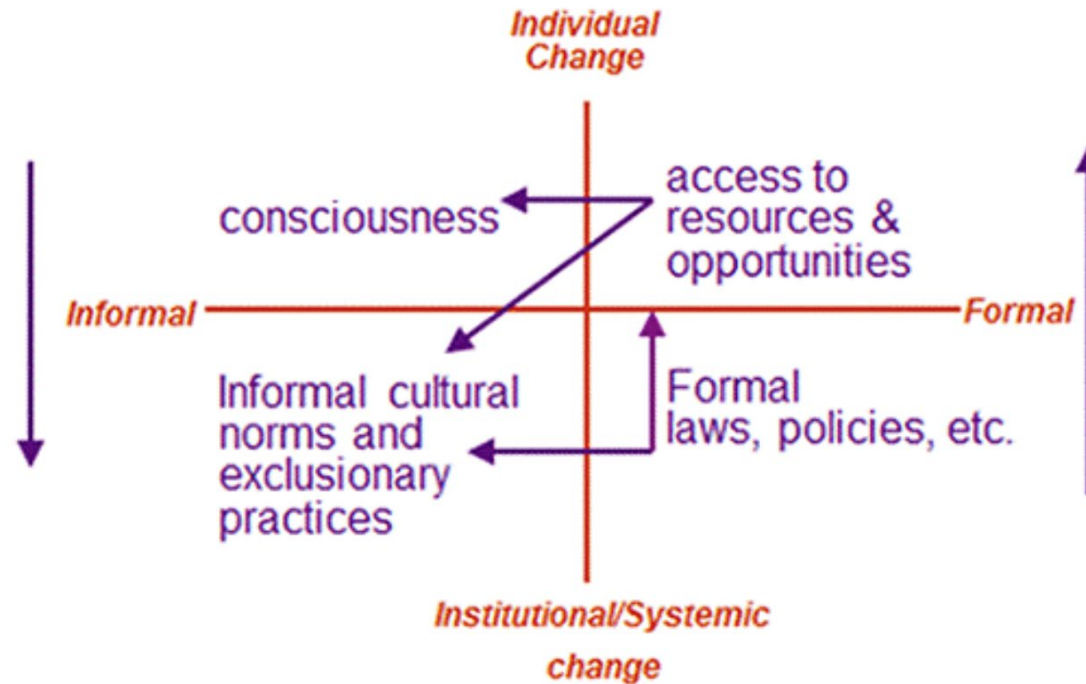 Individual
Change
access to
consciousness
resources &
opportunities
Informal
Formal
Informal cultural
norms and
exclusionary
practices
Formal
laws, policies, etc.
Institutional/Systemic
change